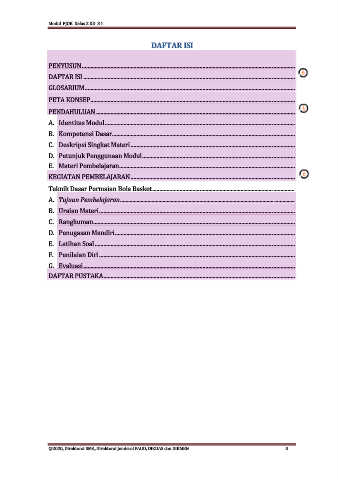 Modul PJOK Kelas X KD 3.1
DAFTAR ISI
PENYUSUN
DAFTAR ISI
GLOSARIUM
PETA KONSEP
PENDAHULUAN
A. Identitas Modul
B. Kompetensi Dasar
C. Deskripsi Singkat Materi
D. Petunjuk Penggunaan Modul
E. Materi Pembelajaran
KEGIATAN PEMBELAJARAN
Teknik Dasar Permainan Bola Basket
A. Tujuan Pembelajaran
B. Uraian Materi
C. Rangkuman
D. Penugasan Mandiri
E. Latihan Soal
F. Penilaian Diri
G. Evaluasi
DAFTAR PUSTAKA
@2020, Direktorat SMA, Direktorat Jenderal PAUD, DIKDAS dan DIKMEN